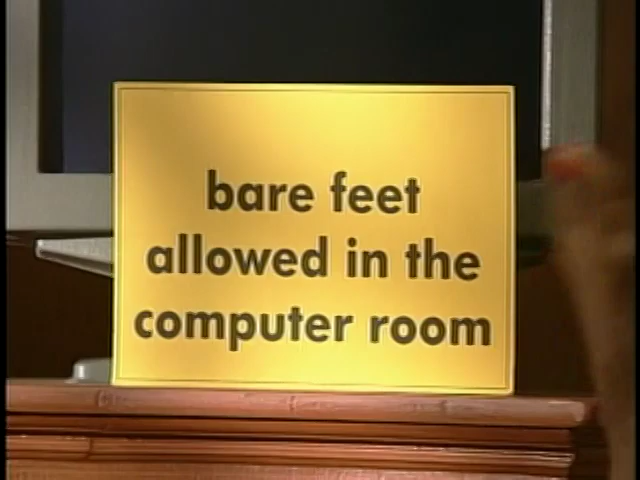 bare feet
allowed in the
computer room